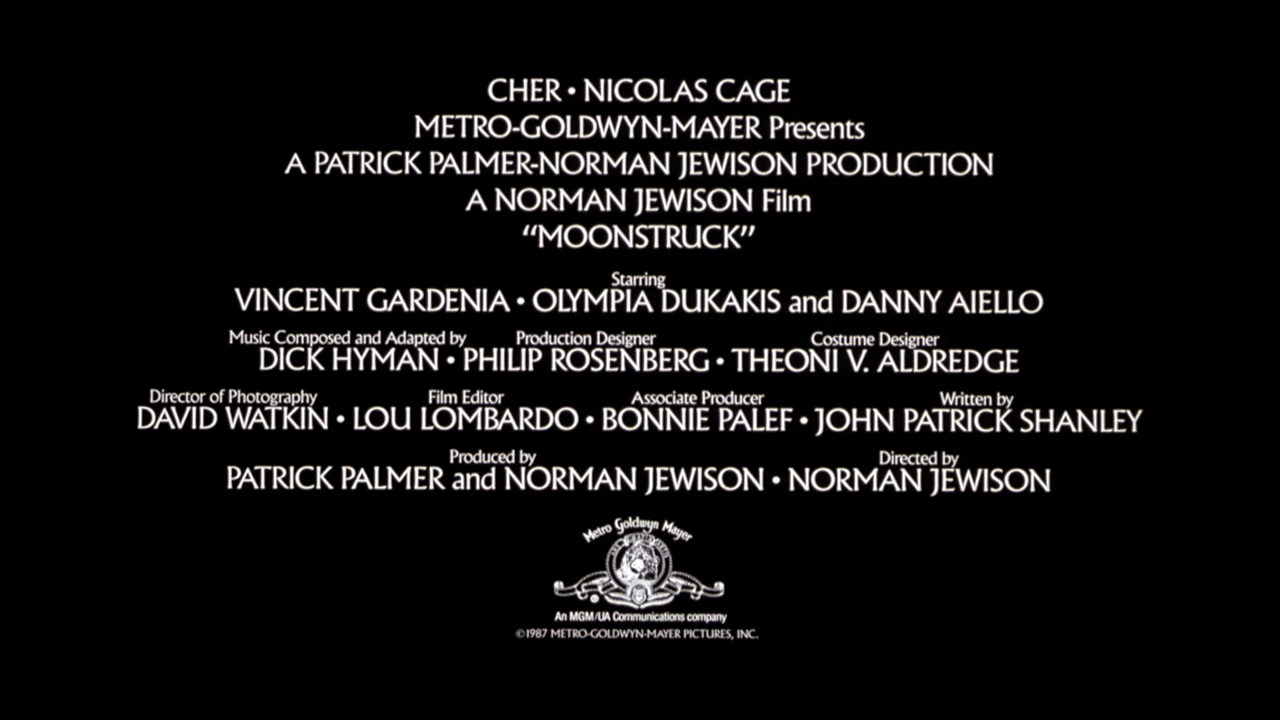 CHER • NICOLAS CAGE
METRO-GOLDWYN-MAYER Presents
A PATRICK PALMER-NORMAN JEWISON PRODUCTION
A NORMAN JEWISON Film
“MOONSTRUCK”
Starring
VINCENT GARDENIA • OLYMPIA DUKAKIS and DANNY AIELLO
Music Composed and Adapted by Production Designer Costume Designer
DICK HYMAN • PHILIP ROSENBERG • THEONI V. ALDREDGE
Director of Photography Film Editor Associate Producer Written by
DAVID WATKIN • LOU LOMBARDO • BONNIE PALEF • JOHN PATRICK SHANLEY
Produced by Directed by
PATRICK PALMER and NORMAN JEWISON • NORMAN JEWISON
Metro Goldwyn Mayer
®
An MGM/UA Communications company
©1987 METRO-GOLDWYN-MAYER PICTURES, INC.